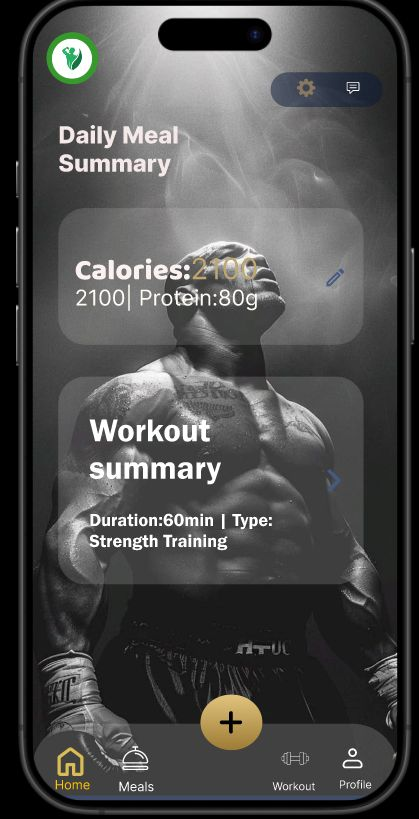 Daily Meal
Summary
Calories:2100
2100| Protein:80g
Workout
summary
Duration:60min | Type:
Strength Training
Home
Meals
Workout
Profile